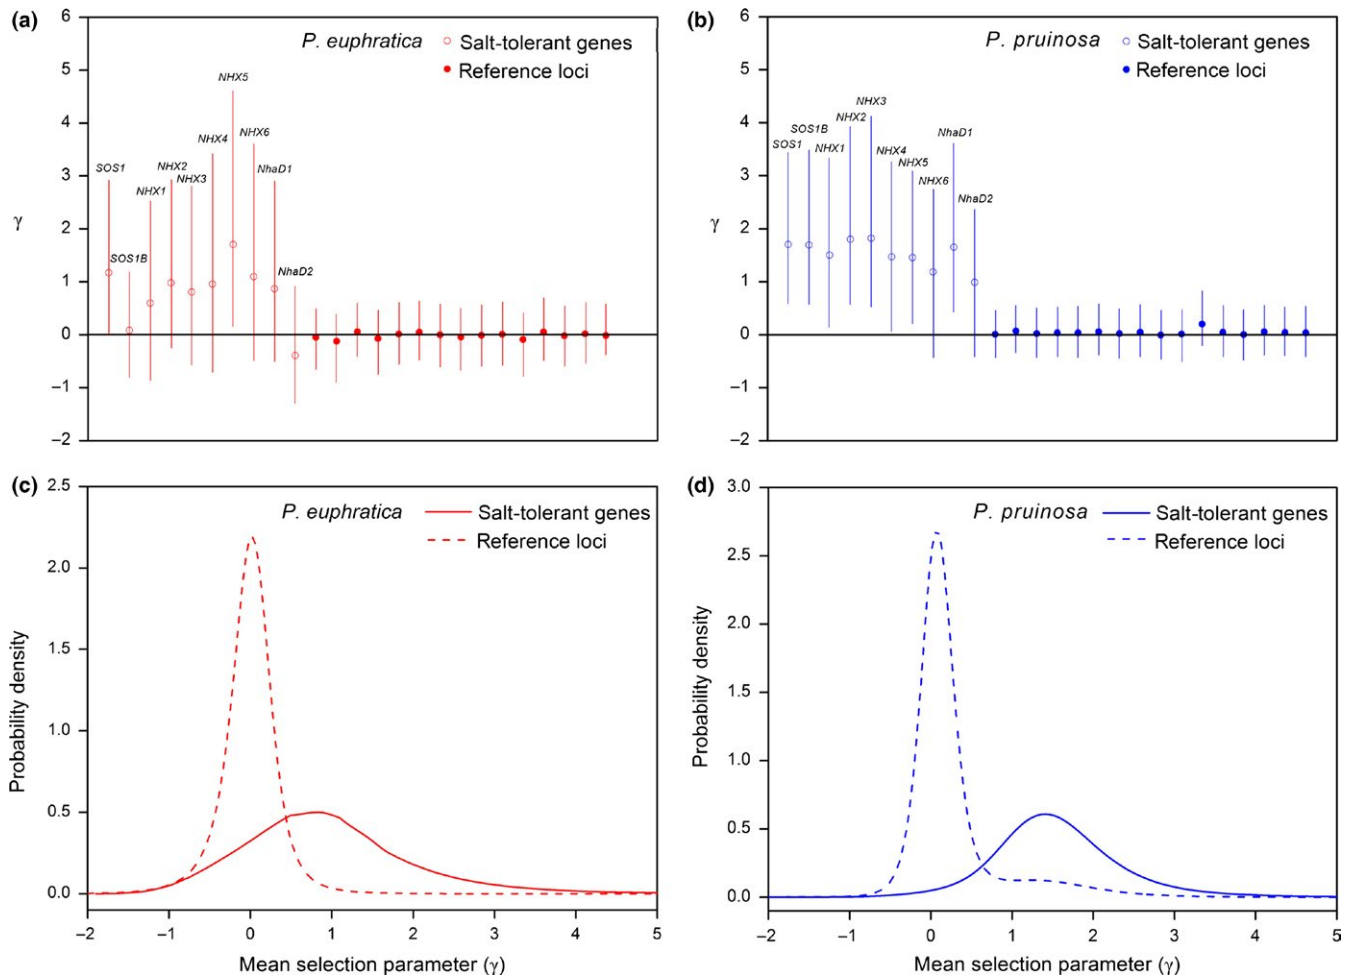 (a)
P. euphratica
Salt-tolerant genes
Reference loci
6
5
4
3
2
1
0
–1
–2
γ
SOS1
SOS1B
NHX1
NHX2
NHX3
NHX4
NHX5
NHX6
NhaD1
NhaD2
(b)
P. pruinosa
Salt-tolerant genes
Reference loci
6
5
4
3
2
1
0
–1
–2
γ
SOS1
SOS1B
NHX1
NHX2
NHX3
NHX4
NHX5
NHX6
NhaD1
NhaD2
(c)
P. euphratica
Salt-tolerant genes
Reference loci
2.5
2.0
1.5
1.0
0.5
0.0
Probability density
–2 –1 0 1 2 3 4 5
Mean selection parameter (γ)
(d)
P. pruinosa
Salt-tolerant genes
Reference loci
3.0
2.5
2.0
1.5
1.0
0.5
0.0
Probability density
–2 –1 0 1 2 3 4 5
Mean selection parameter (γ)